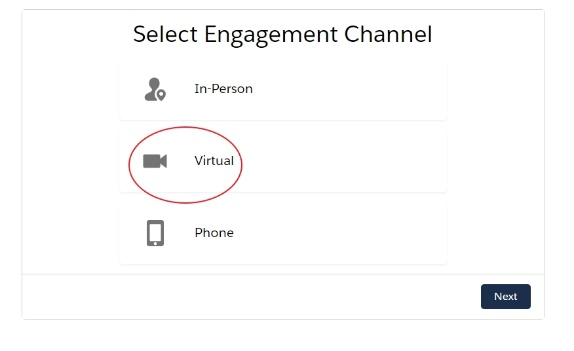 Select Engagement Channel
In-Person
Virtual
Phone
Next